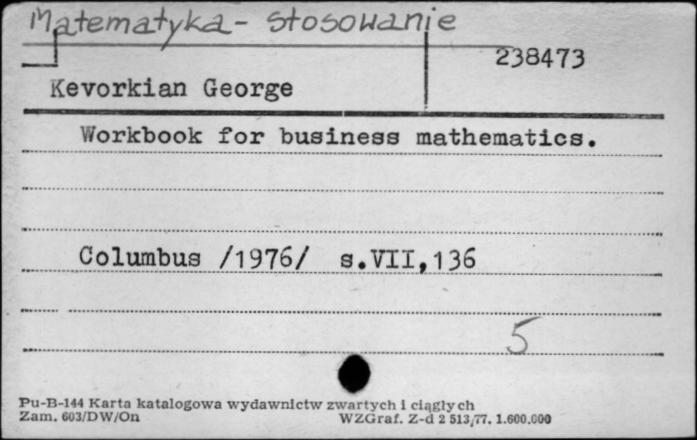 Matematyka - stosowanie
238473
Kevorkian George
Workbook for business mathematics.
Columbus /1976/ s.VII,136
5
Pu-B-144 Karta katalogowa wydawnictw zwartych i ciągłych
Zam. 603/DW/On WZGraf. Z-d 2 513/77. 1.600.000